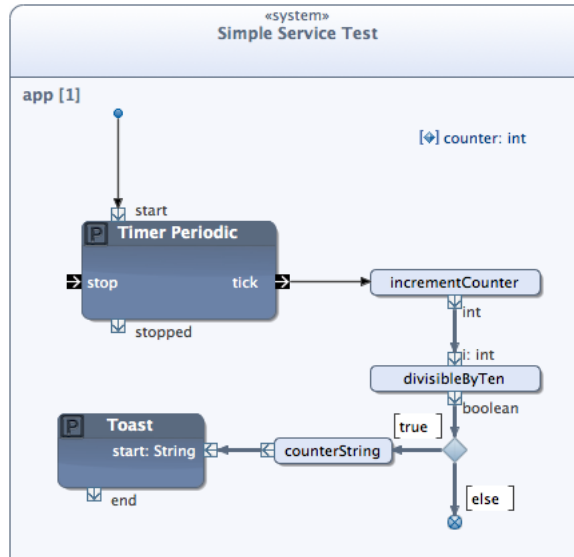 «system»
Simple Service Test
app [1]
counter: int
start
P Timer Periodic
stop tick
incrementCounter
int
stopped
i: int
divisibleByTen
boolean
[true ]
P Toast
start: String
counterString
end
[else ]